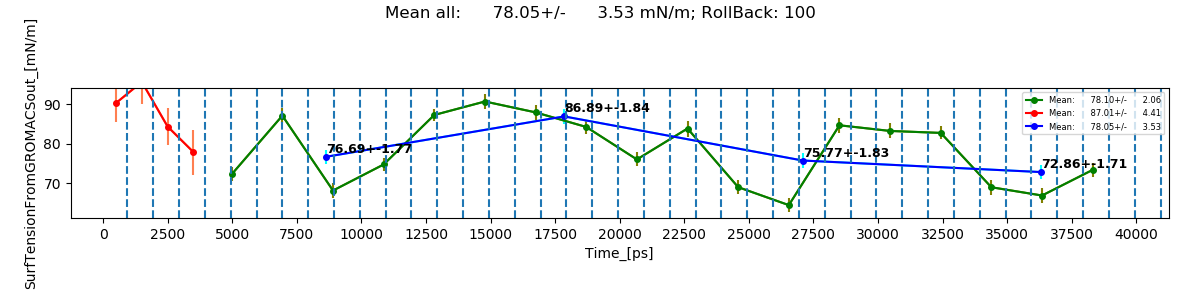 Mean all: 78.05+/- 3.53 mN/m; RollBack: 100
SurfTensionFromGROMACSout_[mN/m]
90
80
70
76.69+-1.77
86.89+-1.84
75.77+-1.83
72.86+-1.71
Mean: 78.10+/- 2.06
Mean: 87.01+/- 4.41
Mean: 78.05+/- 3.53
0 2500 5000 7500 10000 12500 15000 17500 20000 22500 25000 27500 30000 32500 35000 37500 40000
Time_[ps]